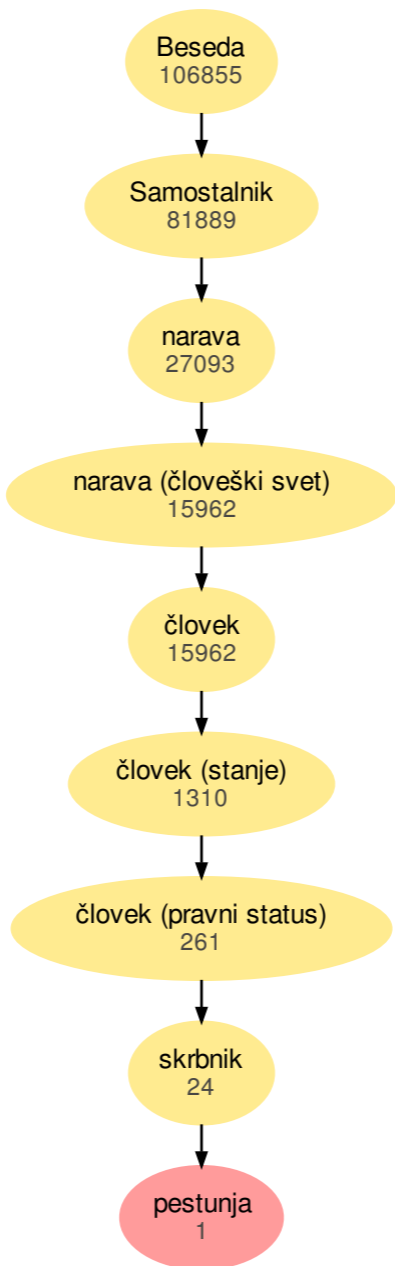 Beseda
106855
Samostalnik
81889
narava
27093
narava (človeški svet)
15962
človek
15962
človek (stanje)
1310
človek (pravni status)
261
skrbnik
24
pestunja
1